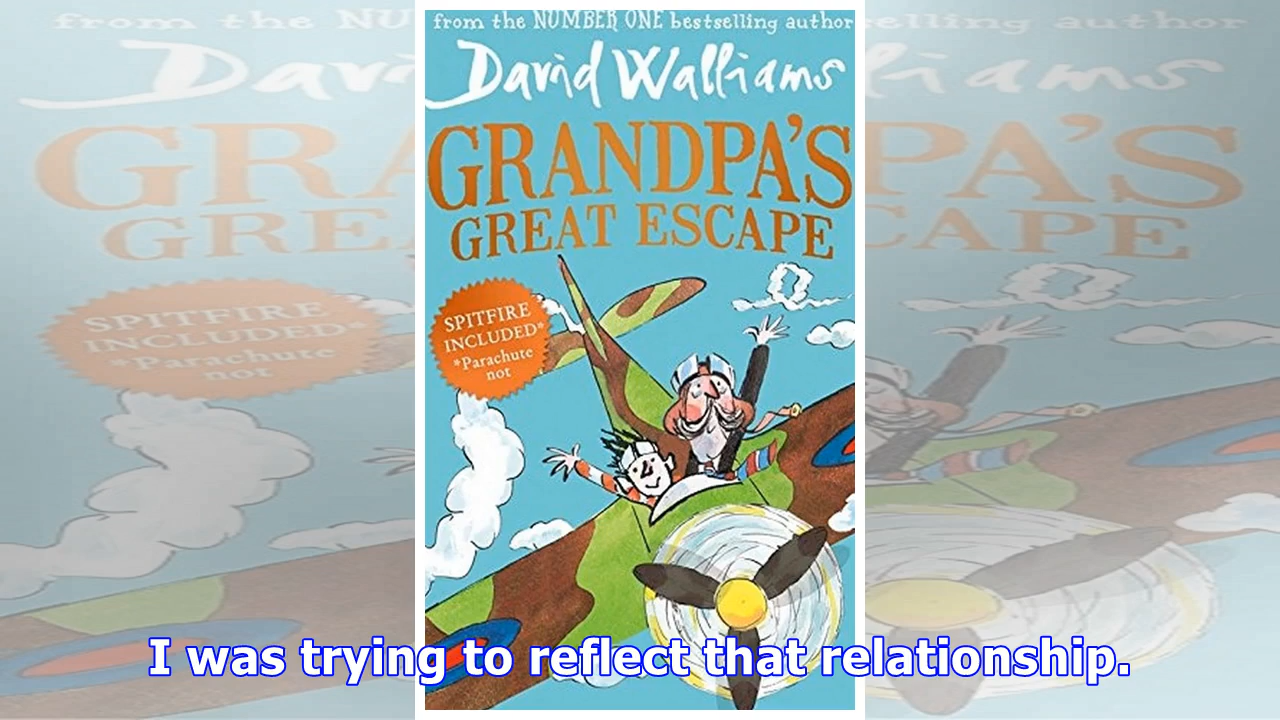 from the NUMBER ONE bestselling author
David Walliams
GRANDPA'S
GREAT ESCAPE
SPITFIRE
INCLUDED*
*Parachute
not
I was trying to reflect that relationship.